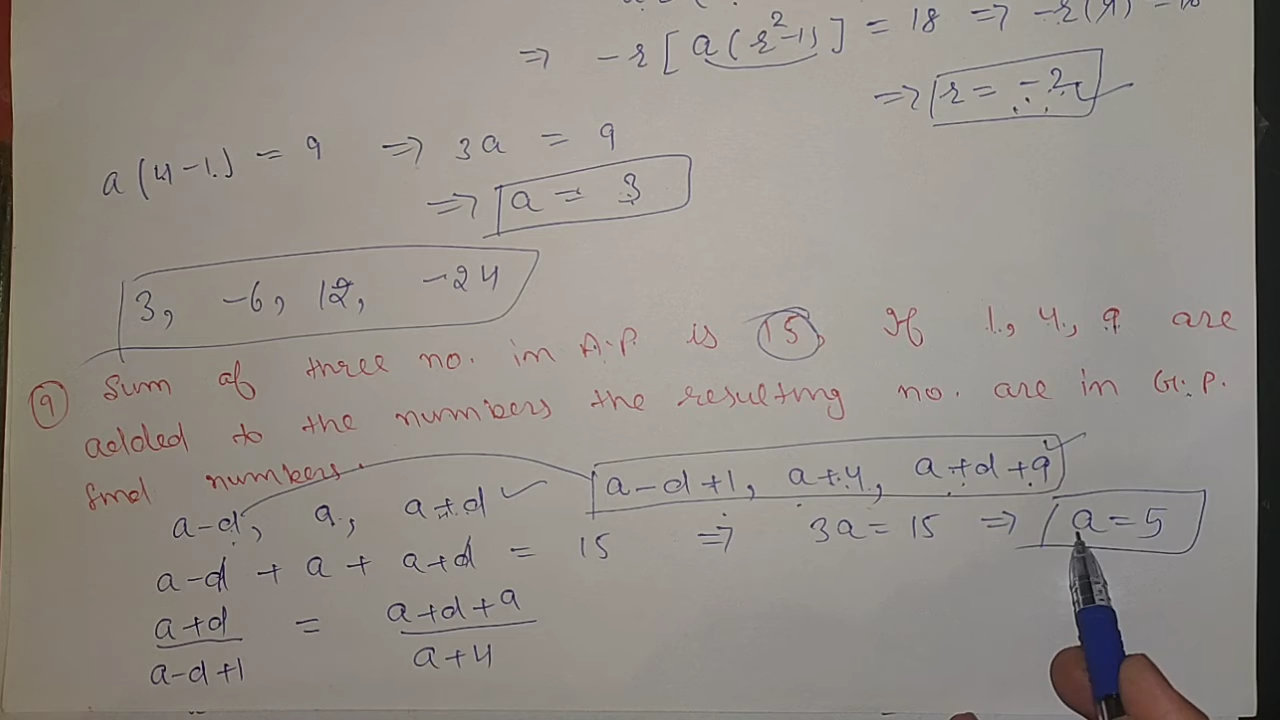 ⇒ -r[a(r²-1)] = 18 ⇒ -r(9) = 18
⇒ r = -2
a(4-1) = 9 ⇒ 3a = 9
⇒ a = 3
3, -6, 12, -24
9 Sum of three no. in A.P is 15, If 1, 4, 9 are
added to the numbers the resulting no. are in G.P.
find numbers.
a-d, a, a+d ✓ a-d+1, a+4, a+d+9 ✓
a-d + a + a+d = 15 ⇒ 3a = 15 ⇒ a = 5
a+d/a-d+1 = a+d+9/a+4